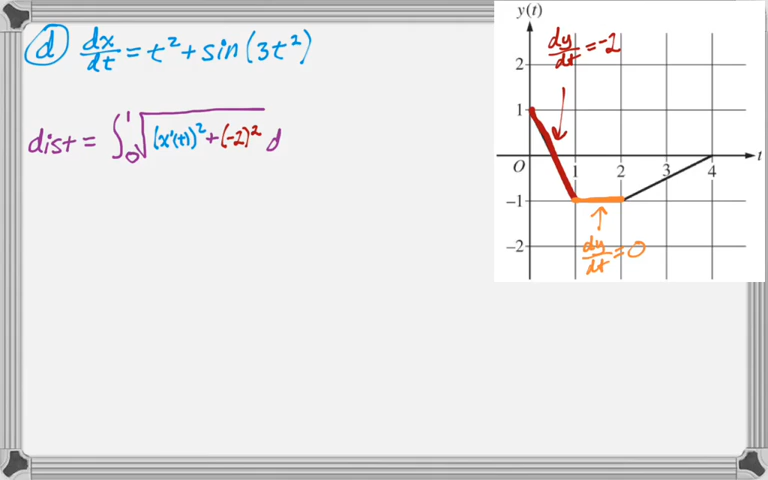 (d) dx/dt = t² + sin(3t²)
dist = ∫₀¹ √((x'(t))² + (-2)²) d
y(t)
dy/dt = -2
2
1
O 1 2 3 4 t
-1
-2
dy/dt = 0